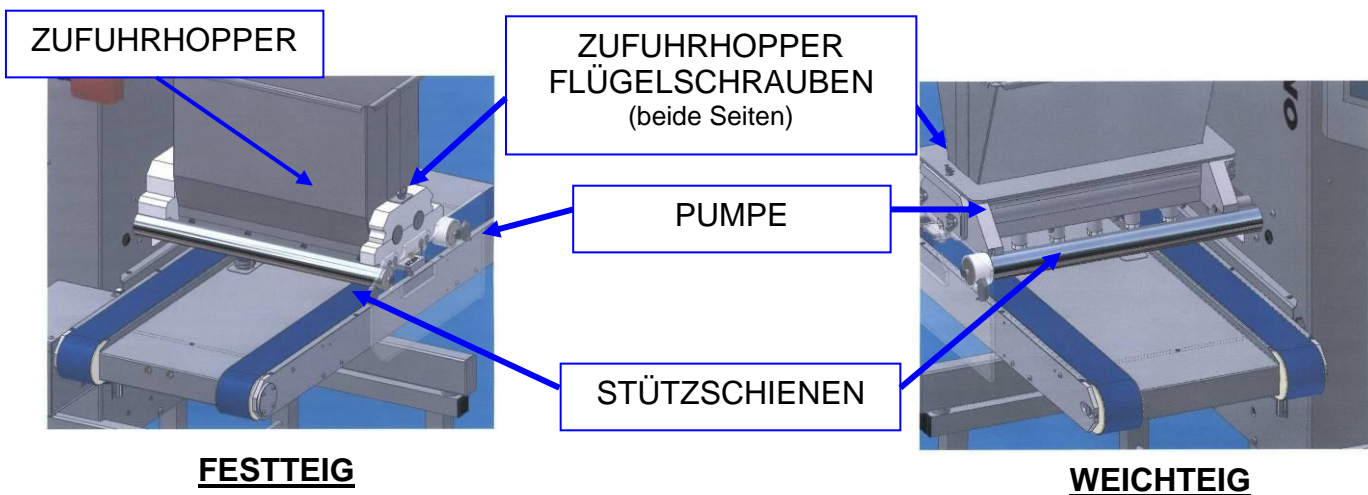 ZUFUHRHOPPER
ZUFUHRHOPPER
FLÜGELSCHRAUBEN
(beide Seiten)
PUMPE
STÜTZSCHIENEN
FESTTEIG
WEICHTEIG